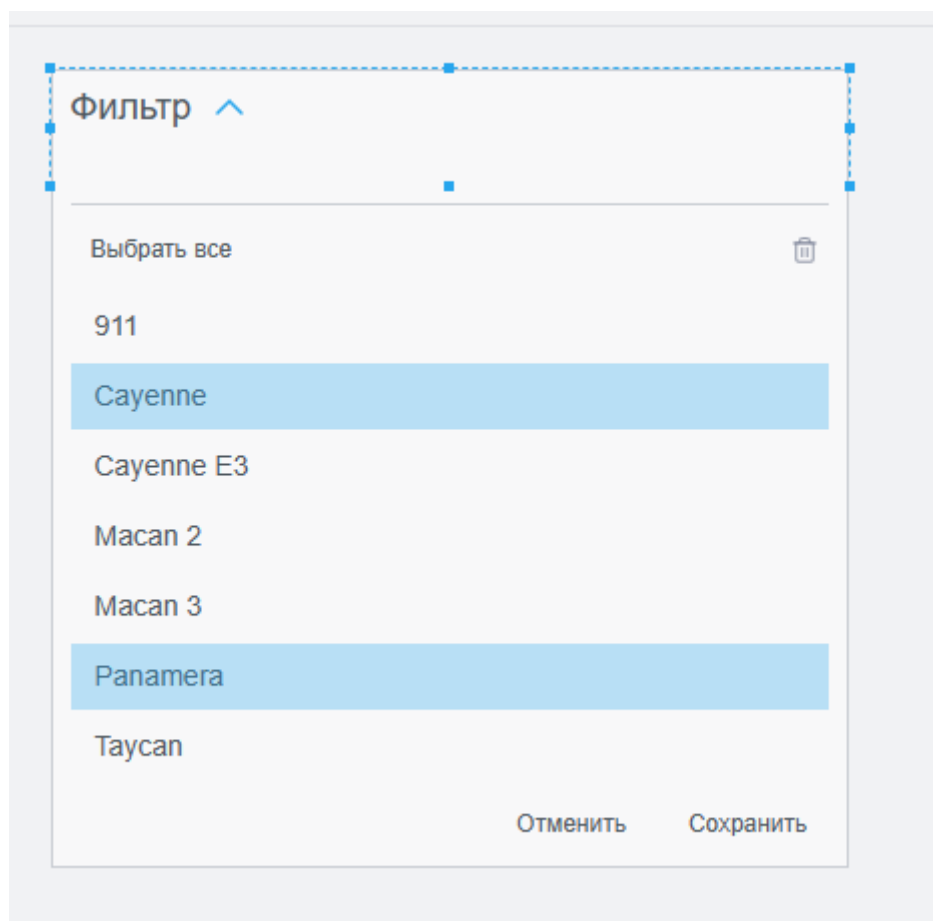 Фильтр
Выбрать все
911
Cayenne
Cayenne E3
Macan 2
Macan 3
Panamera
Taycan
Отменить Сохранить